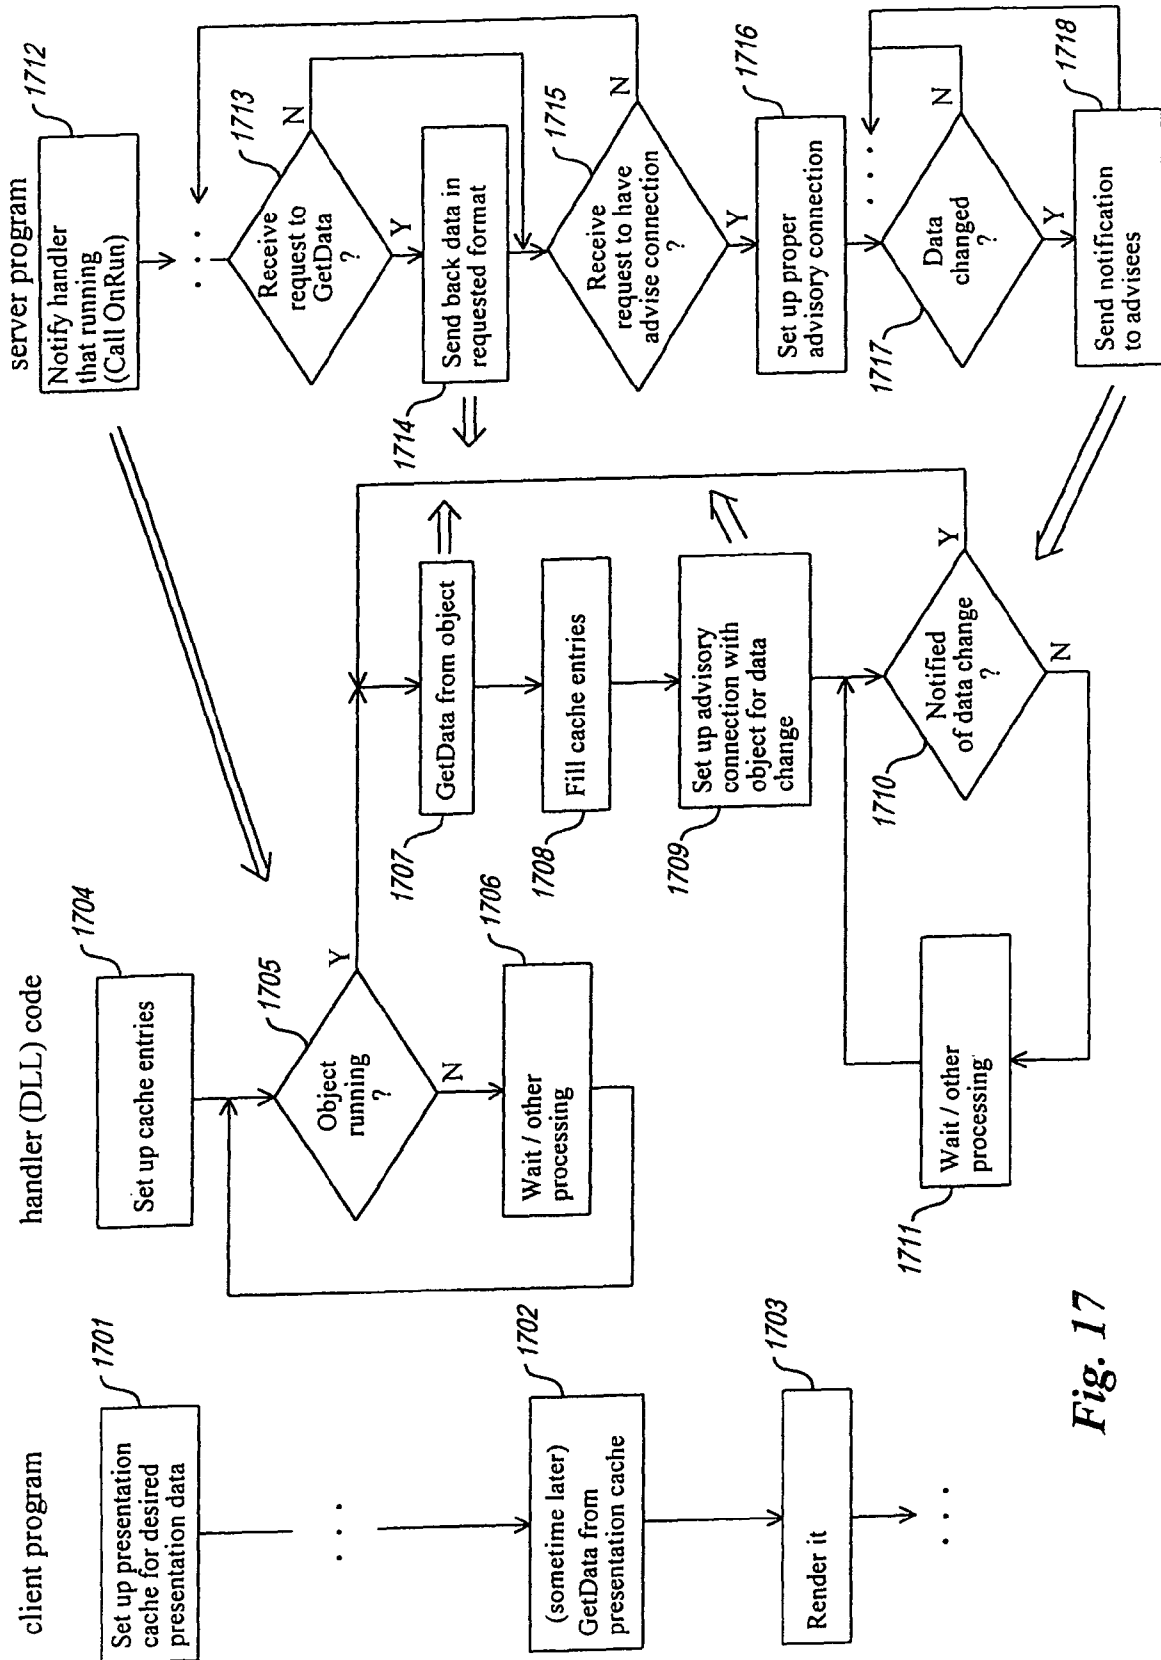 client program
1701
Set up presentation
cache for desired
presentation data
. . .
1702
(sometime later)
GetData from
presentation cache
1703
Render it
. . .
handler (DLL) code
1704
Set up cache entries
1705
Object
running
?
Y
N
1706
Wait / other
processing
1707
GetData from object
1708
Fill cache entries
1709
Set up advisory
connection with
object for data
change
1710
Notified
of data change
?
Y
N
1711
Wait / other
processing
server program
1712
Notify handler
that running
(Call OnRun)
. . .
1713
Receive
request to
GetData
?
N
Y
1714
Send back data in
requested format
1715
Receive
request to have
advise connection
?
N
Y
1716
Set up proper
advisory connection
. . . .
1717
Data
changed
?
N
Y
1718
Send notification
to advises
Fig. 17